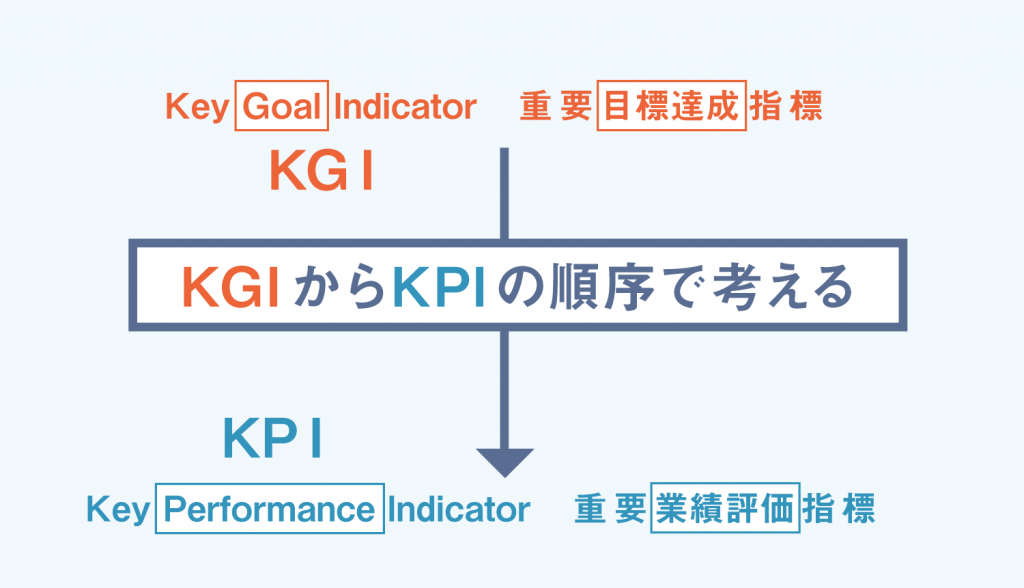 Key Goal Indicator 重要目標達成指標
KGI
KGIからKPIの順序で考える
KPI
Key Performance Indicator 重要業績評価指標